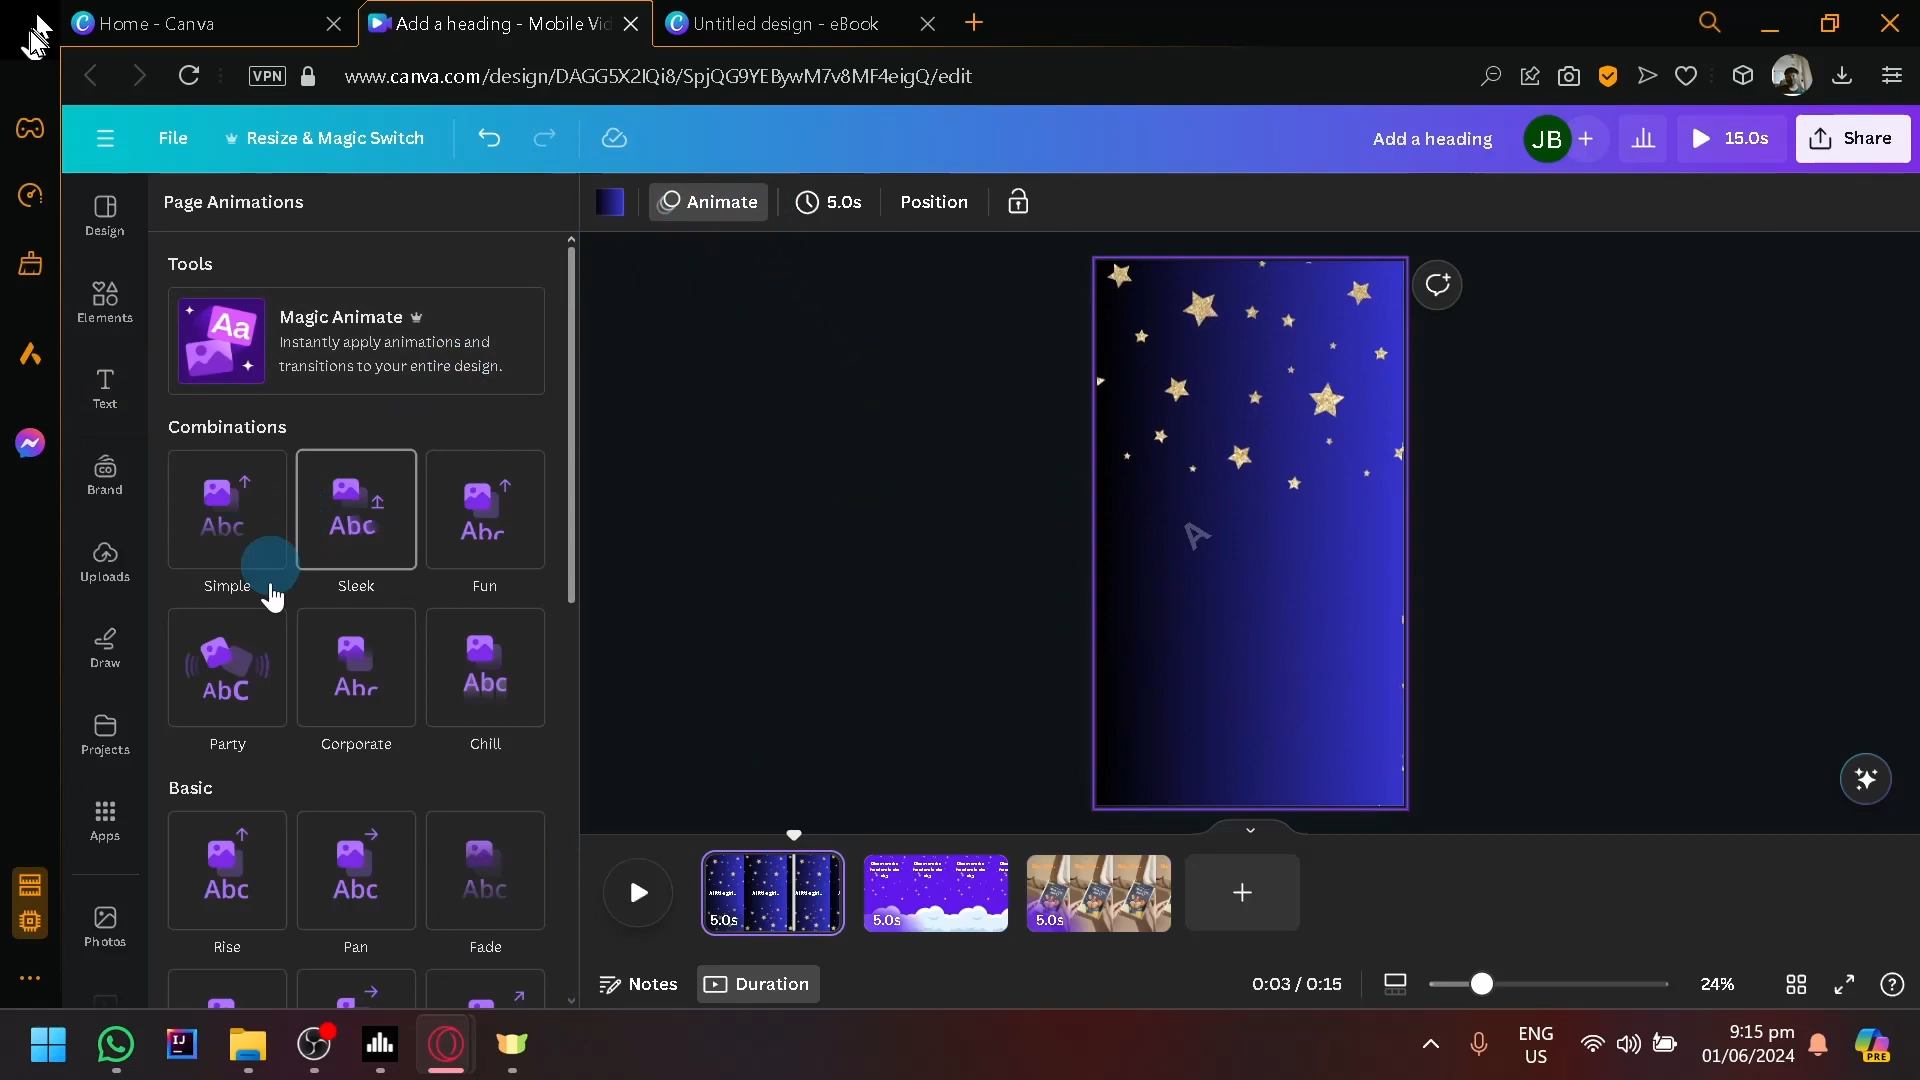 Home - Canva
Add a heading - Mobile Vid
Untitled design - eBook
VPN
www.canva.com/design/DAGG5X2IQi8/SpjQG9YEBywM7v8MF4eigQ/edit
File
Resize & Magic Switch
Add a heading
JB
15.0s
Share
Design
Elements
Text
Brand
Uploads
Draw
Projects
Apps
Photos
Page Animations
Tools
Aa
Magic Animate
Instantly apply animations and
transitions to your entire design.
Combinations
Abc
Abc
Abc
Simple
Sleek
Fun
AbC
Abc
Abc
Party
Corporate
Chill
Basic
Abc
Abc
Abc
Rise
Pan
Fade
Animate
5.0s
Position
A
5.0s
5.0s
5.0s
Notes
Duration
0:03 / 0:15
24%
ENG
US
9:15 pm
01/06/2024
PRE